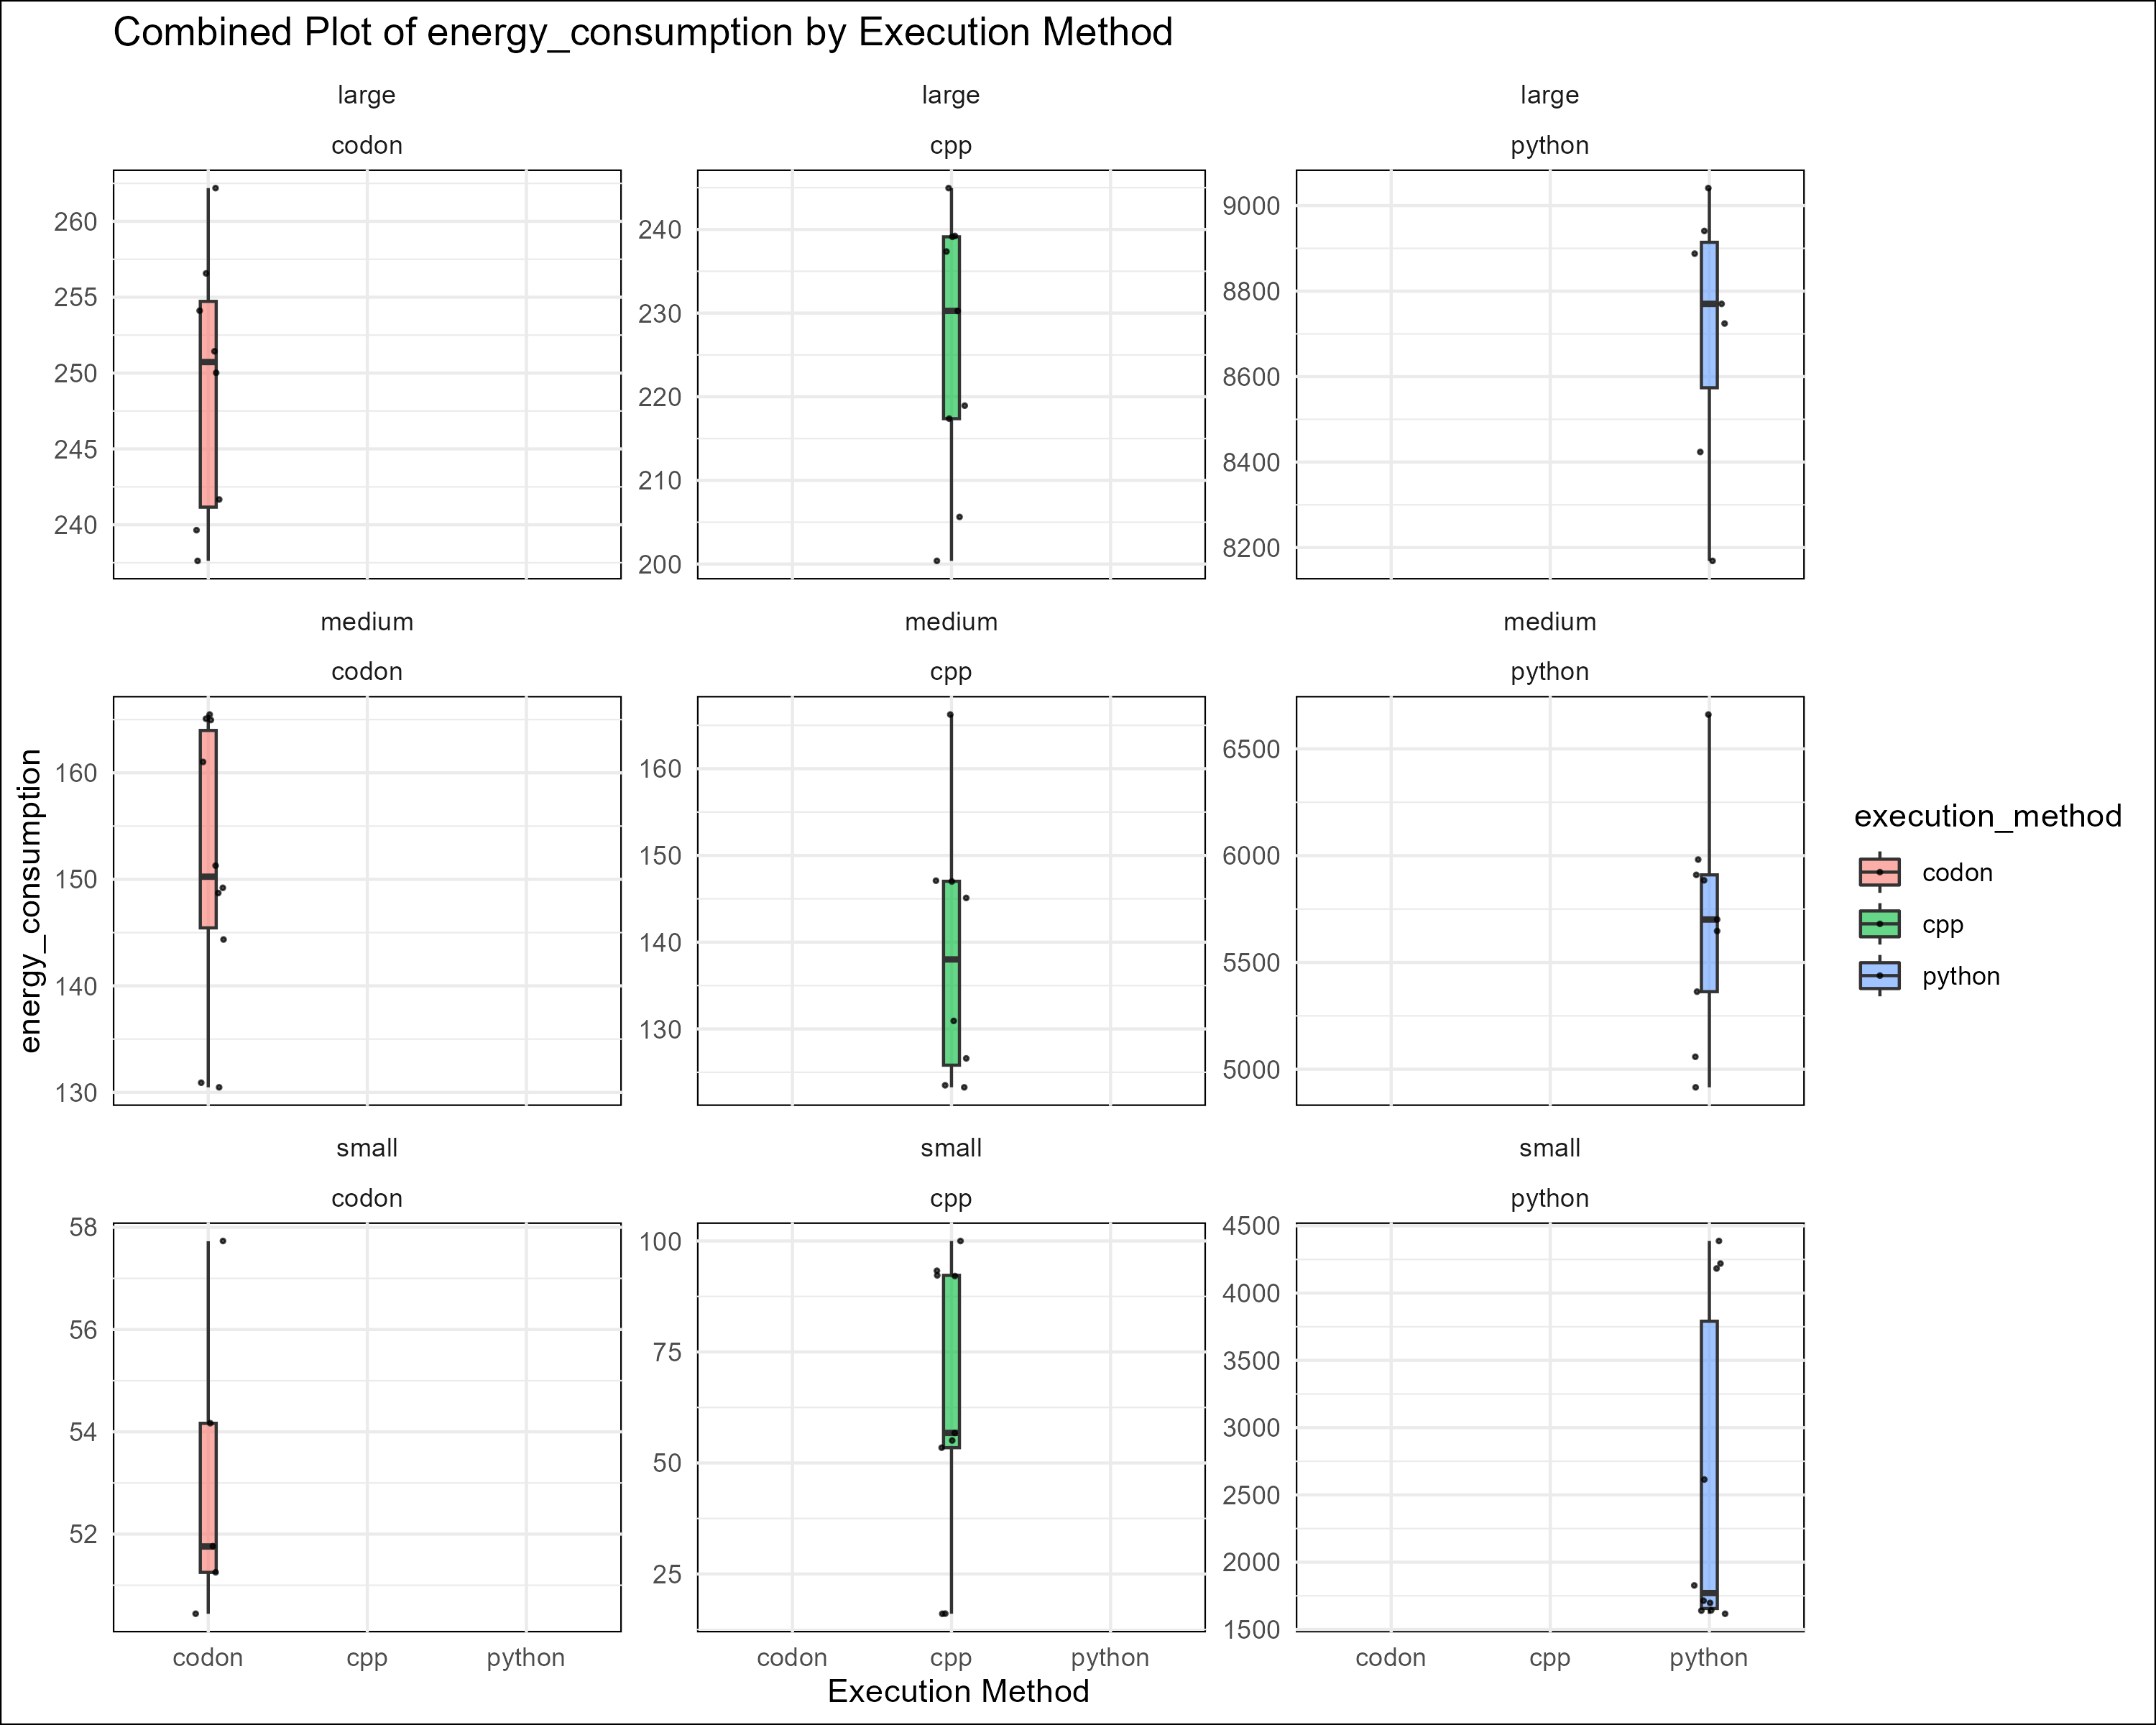 Combined Plot of energy_consumption by Execution Method
large
large
large
codon
cpp
python
260
255
250
245
240
240
230
220
210
200
9000
8800
8600
8400
8200
medium
medium
medium
codon
cpp
python
160
150
140
130
160
150
140
130
6500
6000
5500
5000
energy_consumption
execution_method
codon
cpp
python
small
small
small
codon
cpp
python
58
56
54
52
100
75
50
25
4500
4000
3500
3000
2500
2000
1500
codon cpp python
codon cpp python
codon cpp python
Execution Method